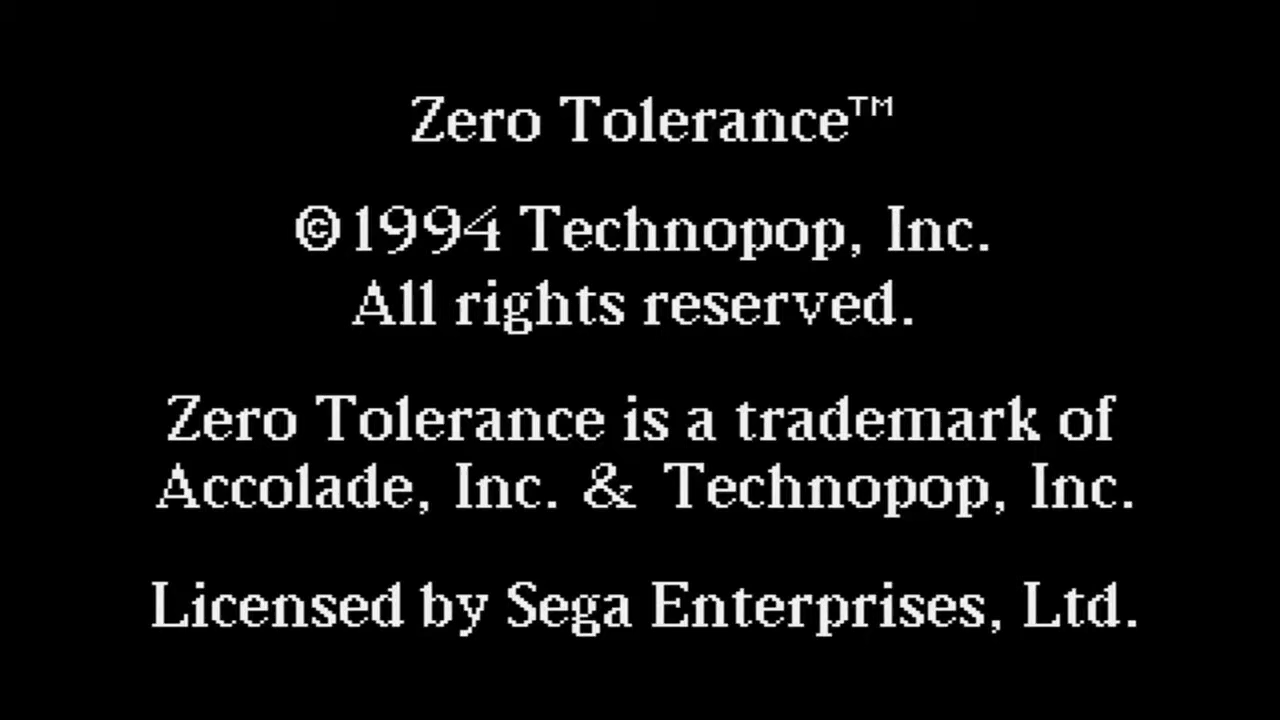 Zero Tolerance™
©1994 Technopop, Inc.
All rights reserved.
Zero Tolerance is a trademark of
Accolade, Inc. & Technopop, Inc.
Licensed by Sega Enterprises, Ltd.